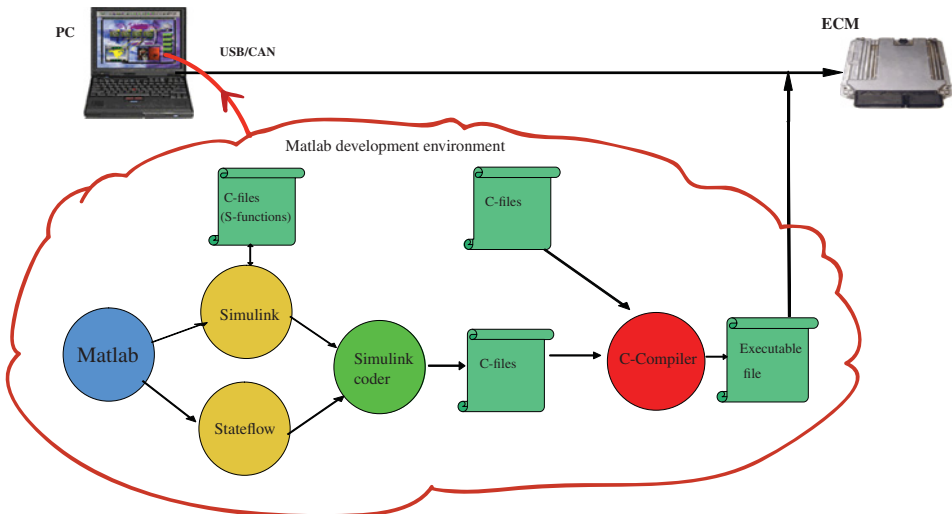 PC
ECM
USB/CAN
Matlab development environment
C-files
(S-functions)
C-files
Simulink
Matlab
Simulink
coder
C-files
C-Compiler
Executable
file
Stateflow